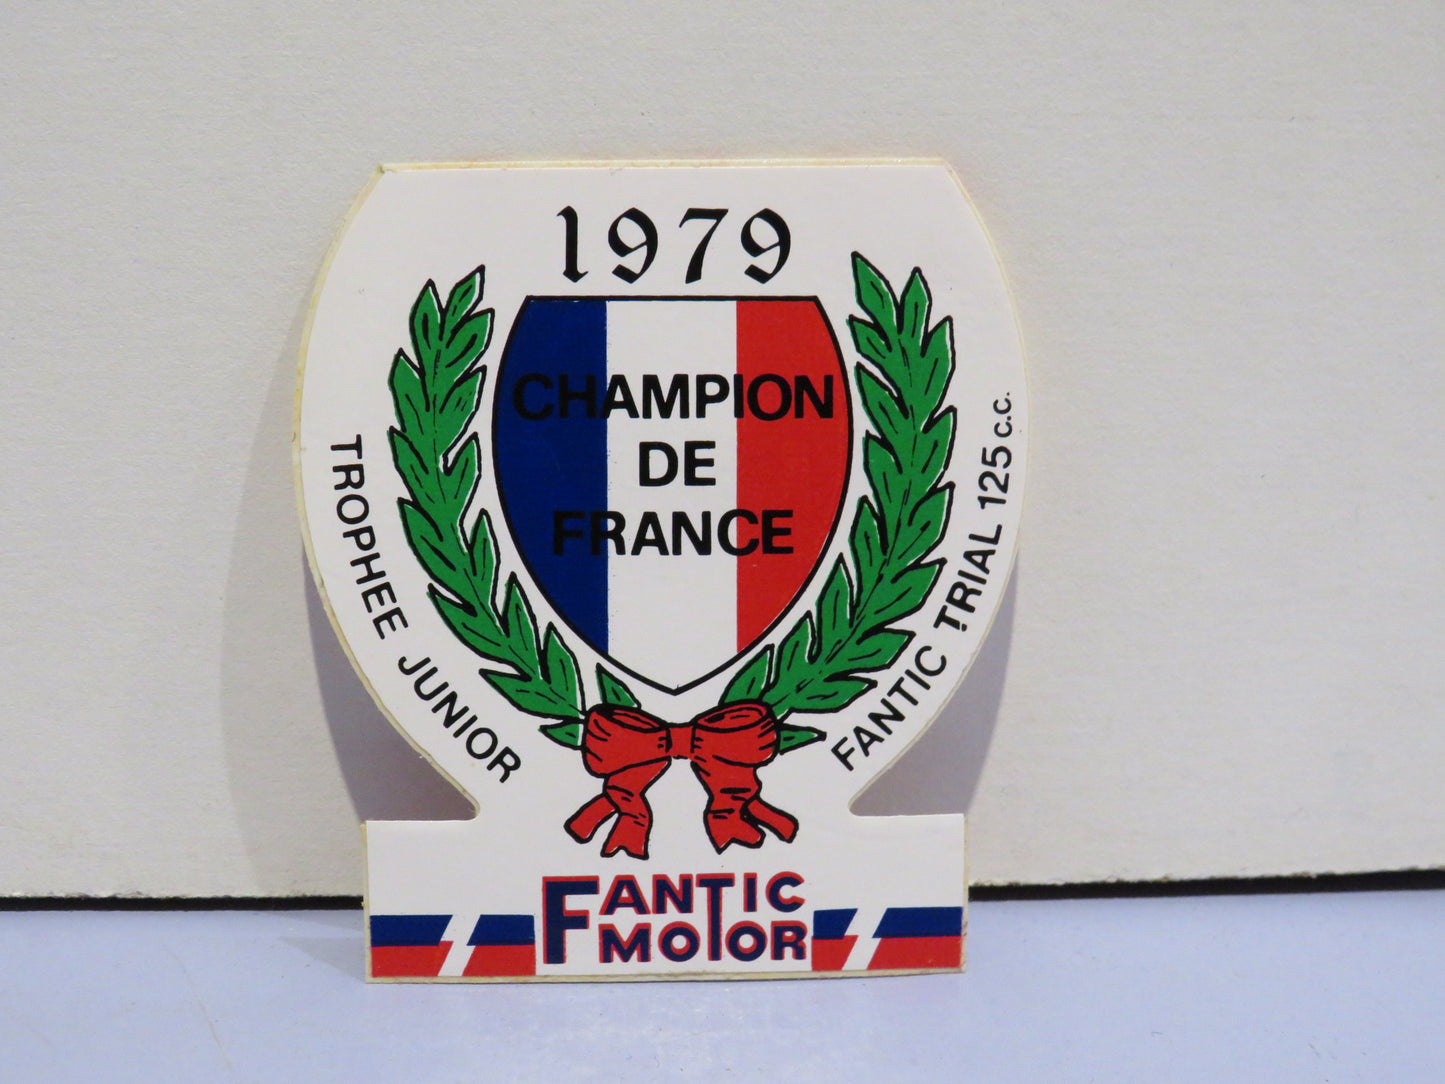 1979
CHAMPION
DE
FRANCE
TROPHEE JUNIOR
FANTIC TRIAL 125 c.c.
FANTIC
MOTOR